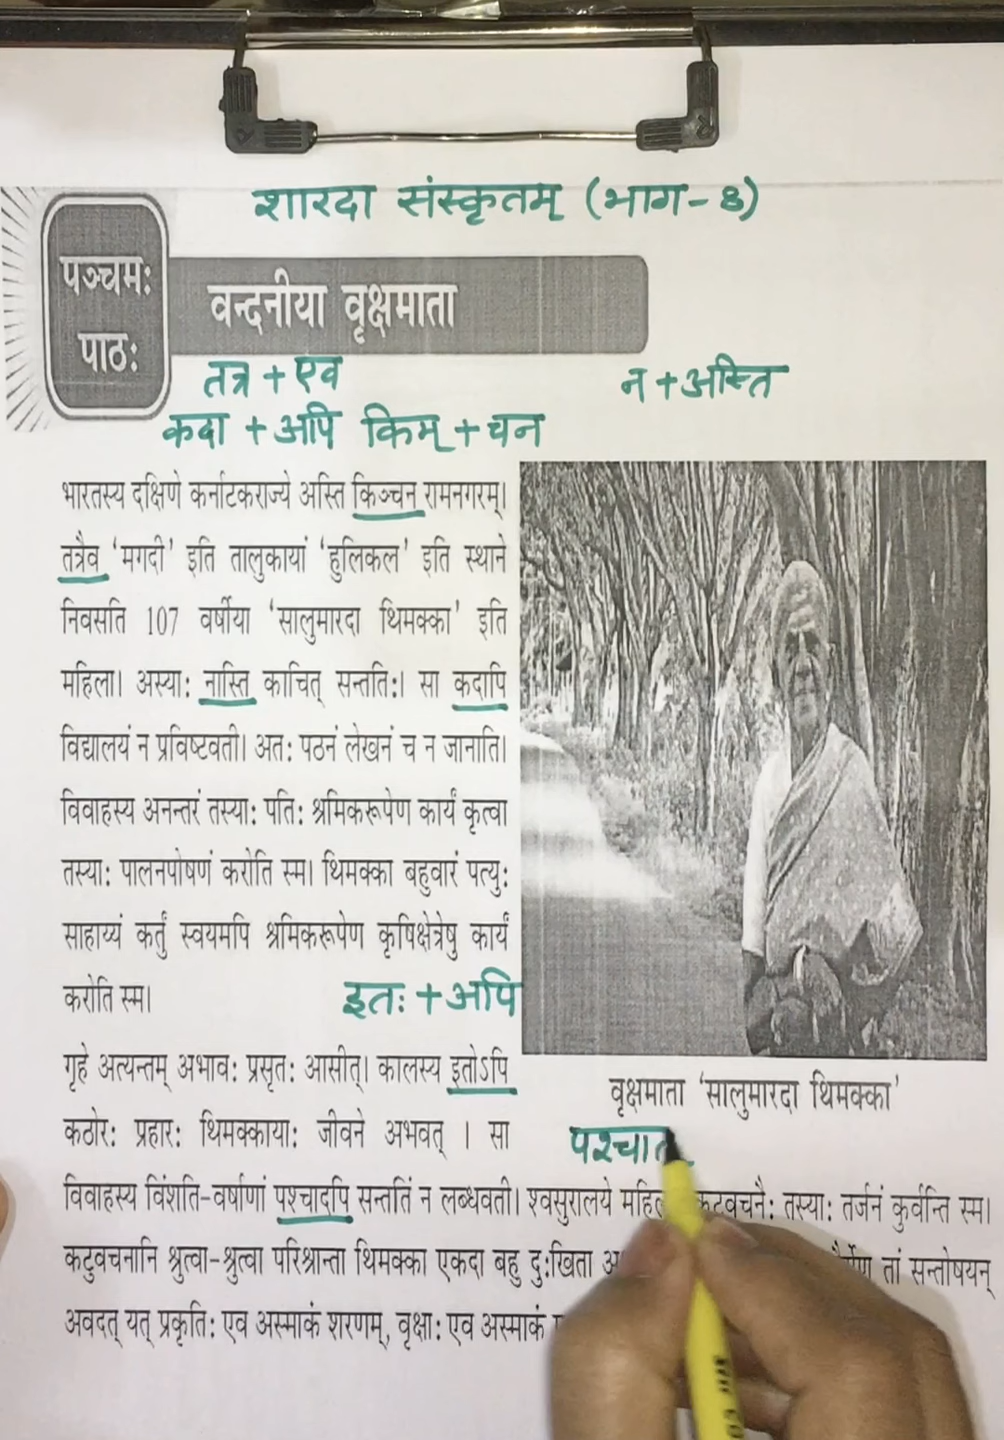 शारदा संस्कृतम् (भाग-8)
पञ्चमः
पाठः
वन्दनीया वृक्षमाता
तत्र + एव
न + अस्ति
कदा + अपि किम् + चन
भारतस्य दक्षिणे कर्नाटकराज्ये अस्ति किञ्चन रामनगरम्।
तत्रैव ‘मगदी’ इति तालुकायां ‘हुलिकल’ इति स्थाने
निवसति 107 वर्षीया ‘सालुमारदा थिमक्का’ इति
महिला। अस्याः नास्ति काचित् सन्ततिः। सा कदापि
विद्यालयं न प्रविष्टवती। अतः पठनं लेखनं च न जानाति।
विवाहस्य अनन्तरं तस्याः पतिः श्रमिकरूपेण कार्यं कृत्वा
तस्याः पालनपोषणं करोति स्म। थिमक्का बहुवारं पत्युः
साहाय्यं कर्तुं स्वयमपि श्रमिकरूपेण कृषिक्षेत्रेषु कार्यं
करोति स्म।
इतः + अपि
गृहे अत्यन्तम् अभावः प्रसृतः आसीत्। कालस्य इतोऽपि
वृक्षमाता ‘सालुमारदा थिमक्का’
कठोरः प्रहारः थिमक्कायाः जीवने अभवत् । सा
पश्चात्
विवाहस्य विंशति-वर्षाणां पश्चादपि सन्ततिं न लब्धवती। श्वसुरालये तस्याः तर्जनं कुर्वन्ति स्म।
कटुवचनानि श्रुत्वा-श्रुत्वा परिश्रान्ता थिमक्का एकदा बहु दुःखिता तां सन्तोषयन्
अवदत् यत् प्रकृतिः एव अस्माकं शरणम्, वृक्षाः एव अस्माकं